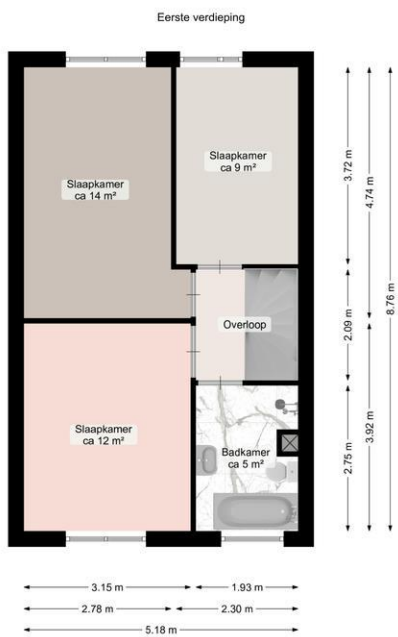 Eerste verdieping
Slaapkamer
ca 14 m²
Slaapkamer
ca 9 m²
Overloop
Slaapkamer
ca 12 m²
Badkamer
ca 5 m²
3.72 m
4.74 m
8.76 m
2.09 m
2.75 m
3.92 m
3.15 m
1.93 m
2.78 m
2.30 m
5.18 m